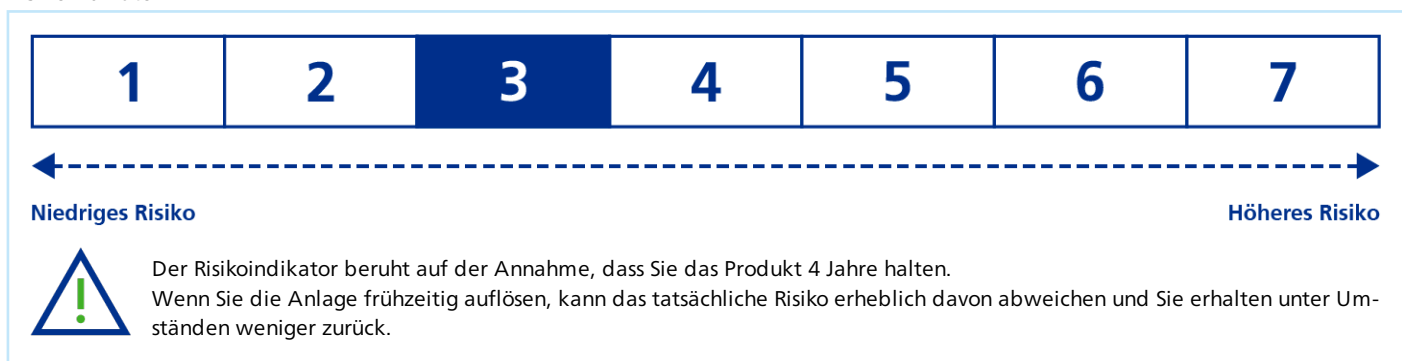 1 2 3 4 5 6 7
Niedriges Risiko Höheres Risiko
Der Risikoindikator beruht auf der Annahme, dass Sie das Produkt 4 Jahre halten.
Wenn Sie die Anlage frühzeitig auflösen, kann das tatsächliche Risiko erheblich davon abweichen und Sie erhalten unter Um-
ständen weniger zurück.